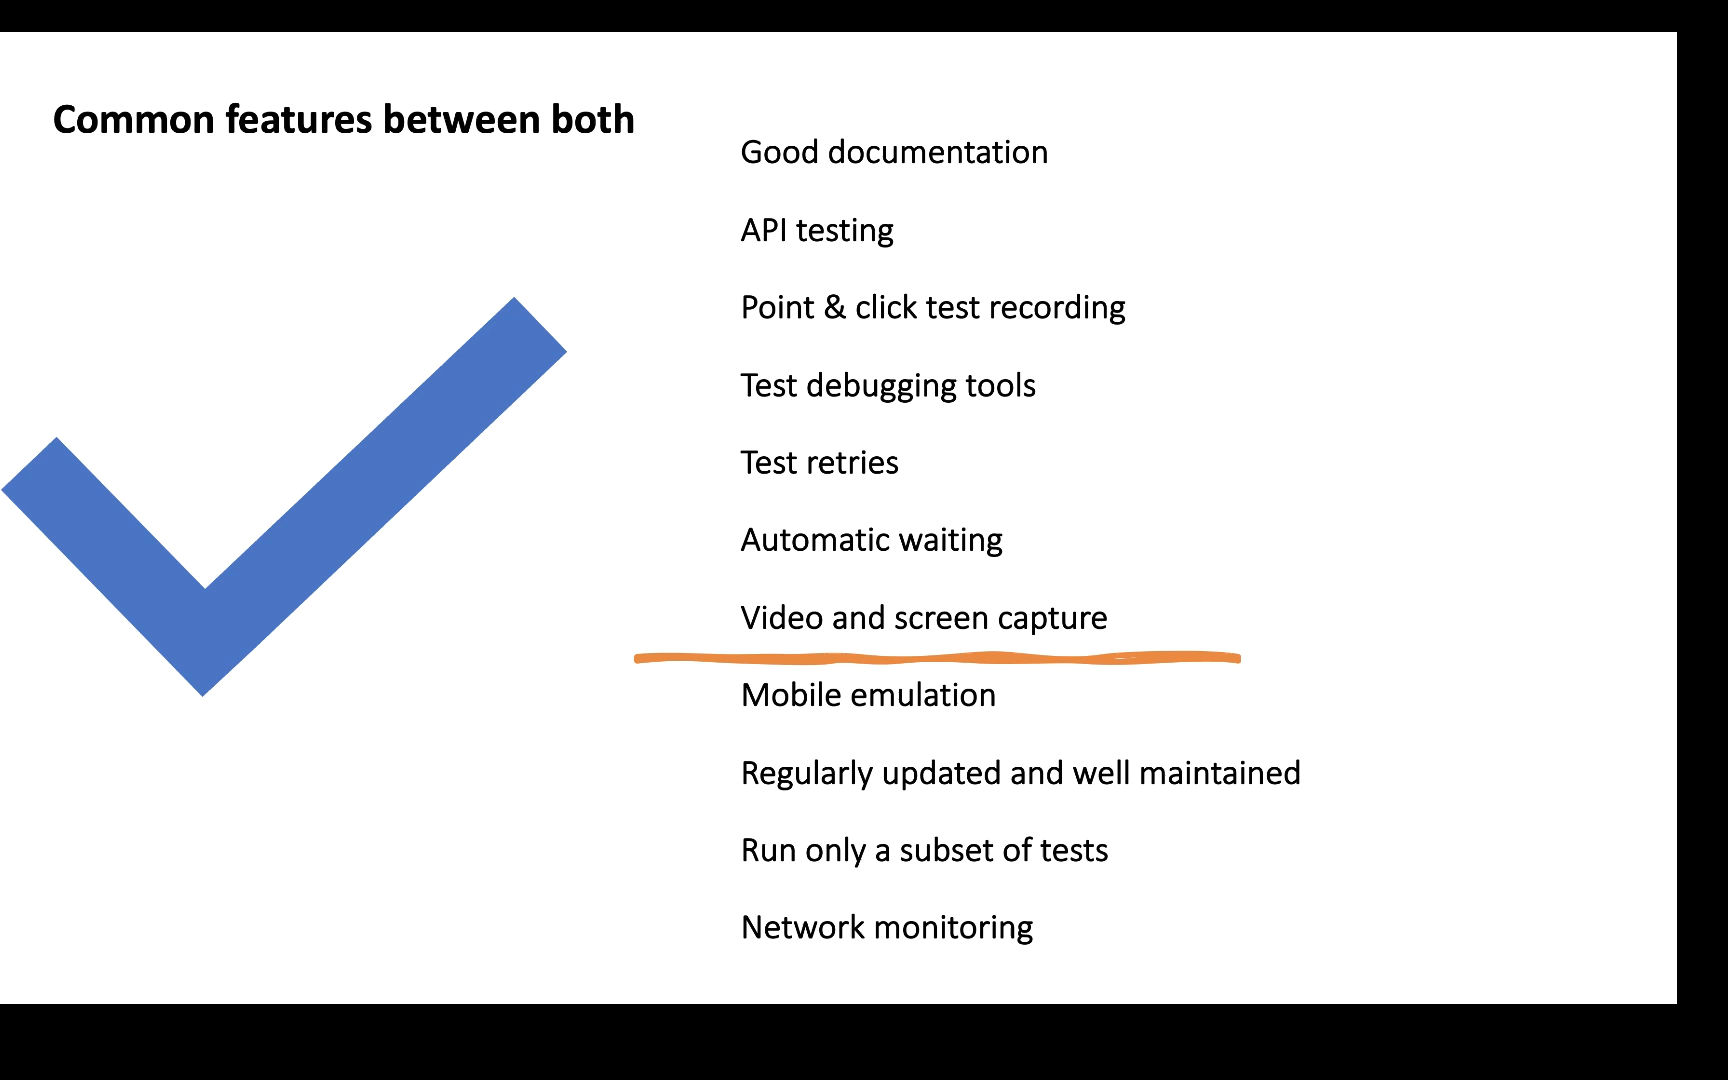 Common features between both
Good documentation
API testing
Point & click test recording
Test debugging tools
Test retries
Automatic waiting
Video and screen capture
Mobile emulation
Regularly updated and well maintained
Run only a subset of tests
Network monitoring